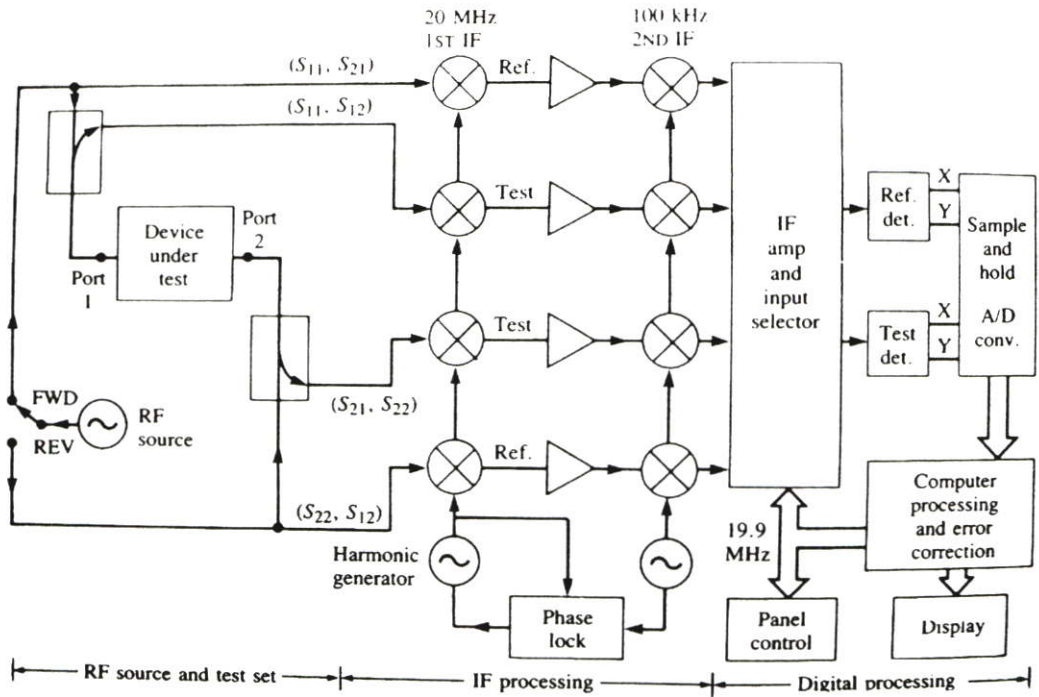 20 MHz
1ST IF
100 kHz
2ND IF
(S11, S21)
Ref.
(S11, S12)
Test
Device
under
test
Port
2
Port
1
IF
amp
and
input
selector
Ref.
det.
X
Y
Sample
and
hold
A/D
conv.
Test
det.
X
Y
Test
(S21, S22)
FWD
REV
RF
source
Ref.
(S22, S12)
Harmonic
generator
Phase
lock
19.9
MHz
Computer
processing
and error
correction
Panel
control
Display
RF source and test set
IF processing
Digital processing